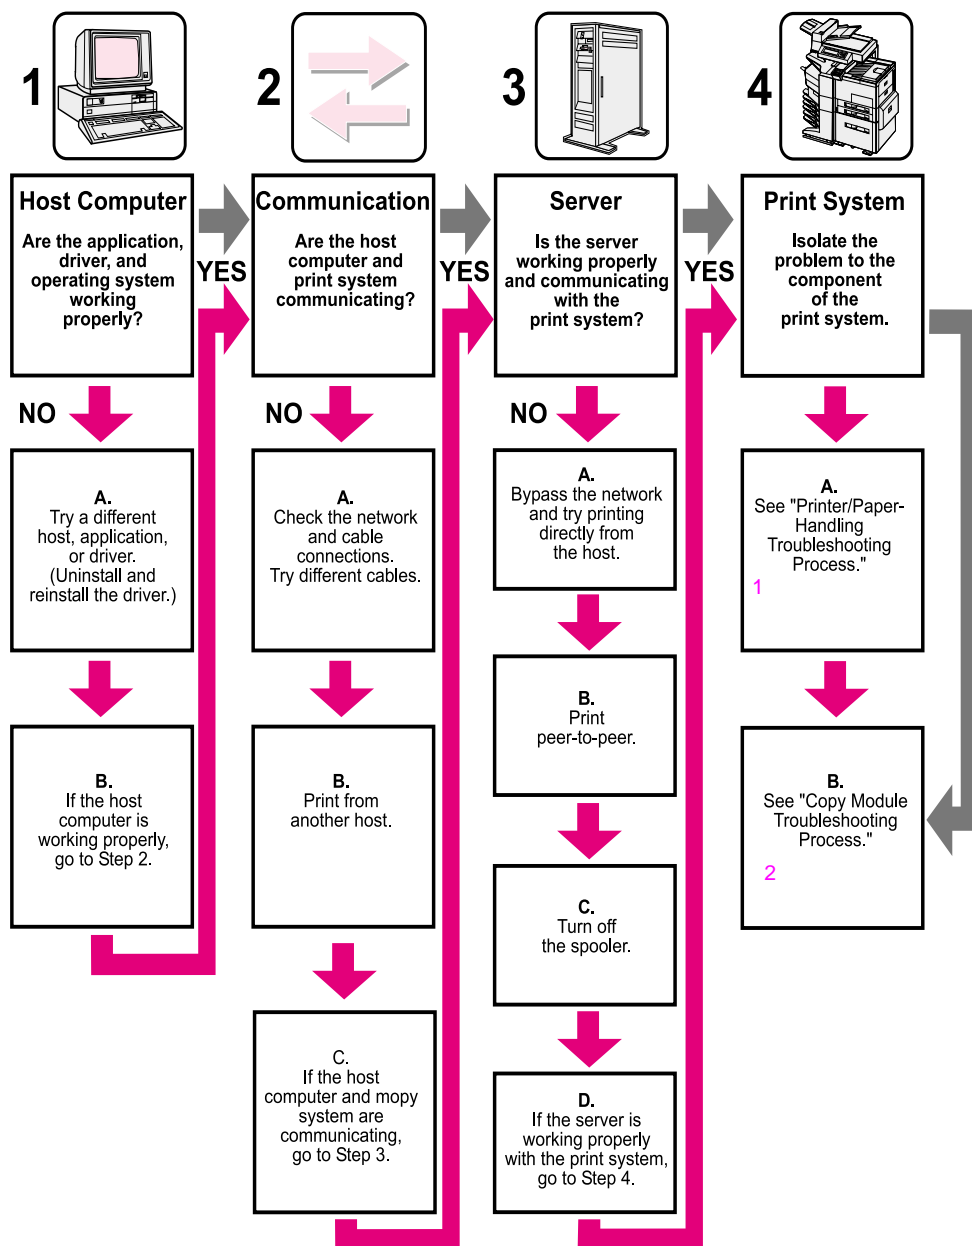 1
2
3
4
Host Computer
Are the application,
driver, and
operating system
working
properly?
YES
NO
A.
Try a different
host, application,
or driver.
(Uninstall and
reinstall the driver.)
B.
If the host
computer is
working properly,
go to Step 2.
Communication
Are the host
computer and
print system
communicating?
YES
NO
A.
Check the network
and cable
connections.
Try different cables.
B.
Print from
another host.
C.
If the host
computer and mopy
system are
communicating,
go to Step 3.
Server
Is the server
working properly
and communicating
with the
print system?
YES
NO
A.
Bypass the network
and try printing
directly from
the host.
B.
Print
peer-to-peer.
C.
Turn off
the spooler.
D.
If the server is
working properly
with the print system,
go to Step 4.
Print System
Isolate the
problem to the
component
of the
print system.
A.
See "Printer/Paper-
Handling
Troubleshooting
Process."
1
B.
See "Copy Module
Troubleshooting
Process."
2